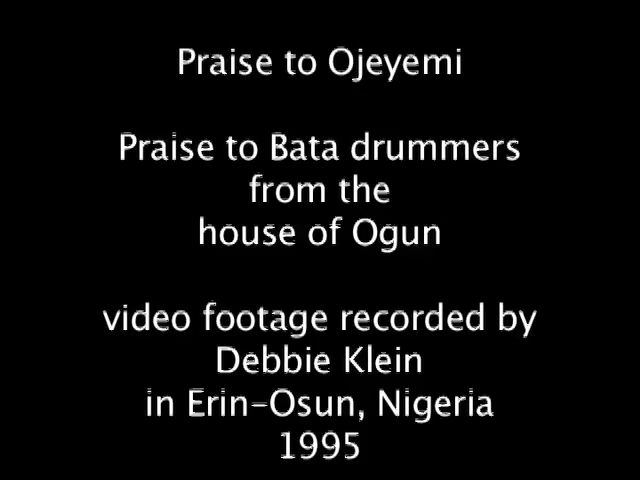 Praise to Ojeyemi
Praise to Bata drummers
from the
house of Ogun
video footage recorded by
Debbie Klein
in Erin-Osun, Nigeria
1995